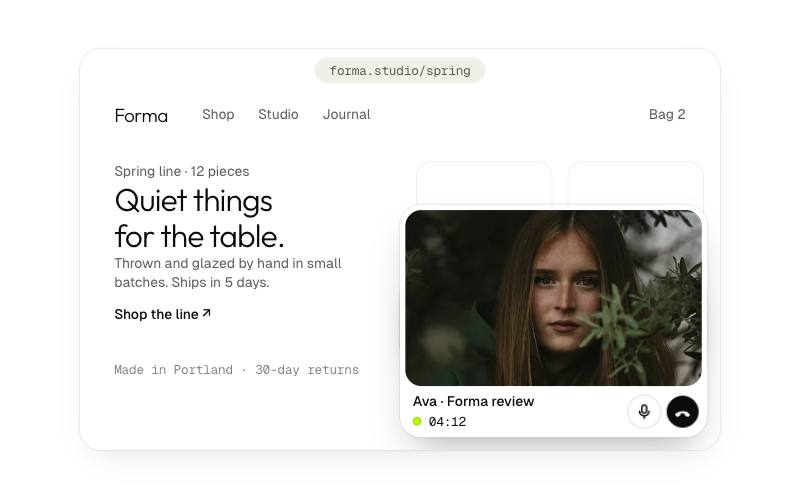 forma.studio/spring
Forma Shop Studio Journal Bag 2
Spring line · 12 pieces
Quiet things
for the table.
Thrown and glazed by hand in small
batches. Ships in 5 days.
Shop the line ↗
Made in Portland · 30-day returns
Ava · Forma review
04:12